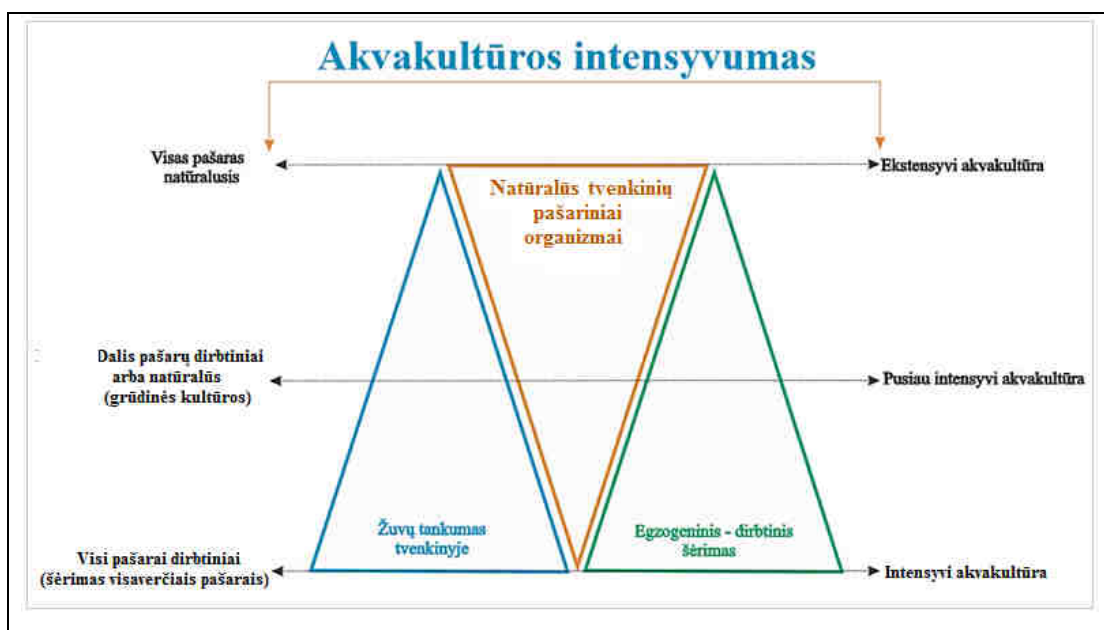 Akvakultūros intensyvumas
Visas pašaras
natūralusis
Ekstensyvi akvakultūra
Natūralūs tvenkinių
pašariniai
organizmai
Dalis pašarų dirbtiniai
arba natūralūs
(grūdinės kultūros)
Pusiau intensyvi akvakultūra
Žuvų tankumas
tvenkinyje
Egzogeninis - dirbtinis
šėrimas
Visi pašarai dirbtiniai
(šėrimas visaverčiais pašarais)
Intensyvi akvakultūra